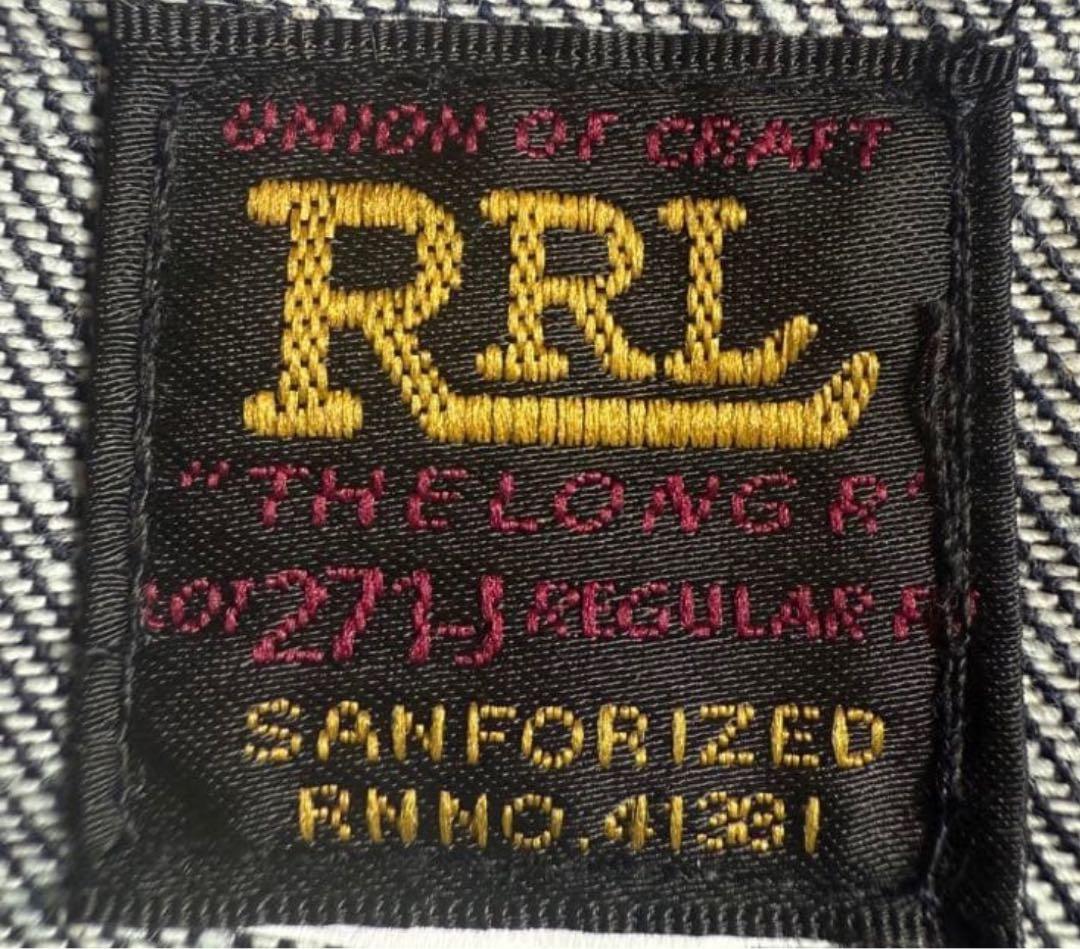 UNION OF CRAFT
RRL
"THE LONG R"
LOT 271-J REGULAR
SANFORIZED
RN NO. 41381